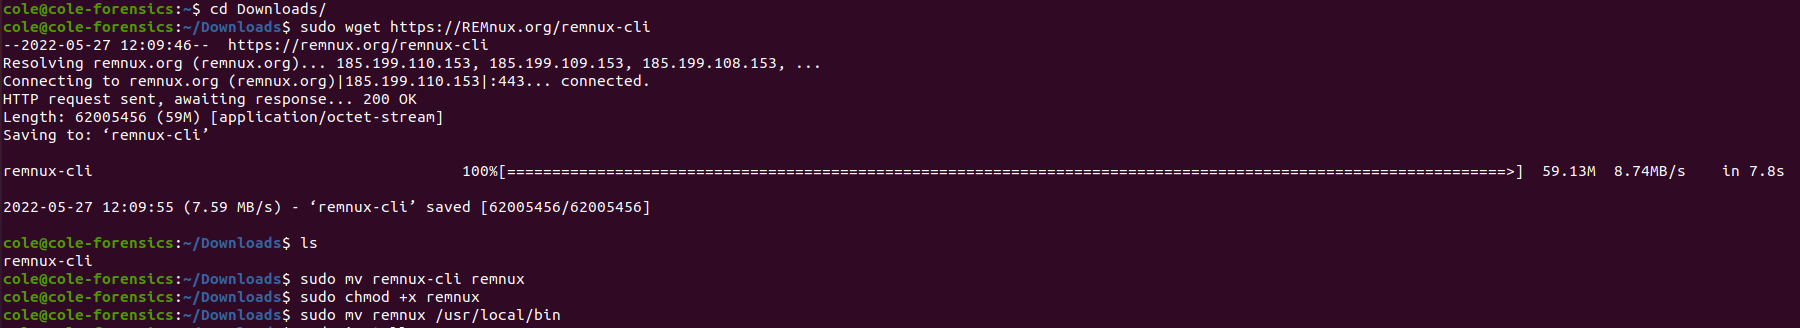 cole@cole-forensics:~$ cd Downloads/
cole@cole-forensics:~/Downloads$ sudo wget https://REMnux.org/remnux-cli
--2022-05-27 12:09:46--  https://remnux.org/remnux-cli
Resolving remnux.org (remnux.org)... 185.199.110.153, 185.199.109.153, 185.199.108.153, ...
Connecting to remnux.org (remnux.org)|185.199.110.153|:443... connected.
HTTP request sent, awaiting response... 200 OK
Length: 62005456 (59M) [application/octet-stream]
Saving to: ‘remnux-cli’
remnux-cli 100%[===============================================================================================================>] 59.13M 8.74MB/s in 7.8s
2022-05-27 12:09:55 (7.59 MB/s) - ‘remnux-cli’ saved [62005456/62005456]
cole@cole-forensics:~/Downloads$ ls
remnux-cli
cole@cole-forensics:~/Downloads$ sudo mv remnux-cli remnux
cole@cole-forensics:~/Downloads$ sudo chmod +x remnux
cole@cole-forensics:~/Downloads$ sudo mv remnux /usr/local/bin